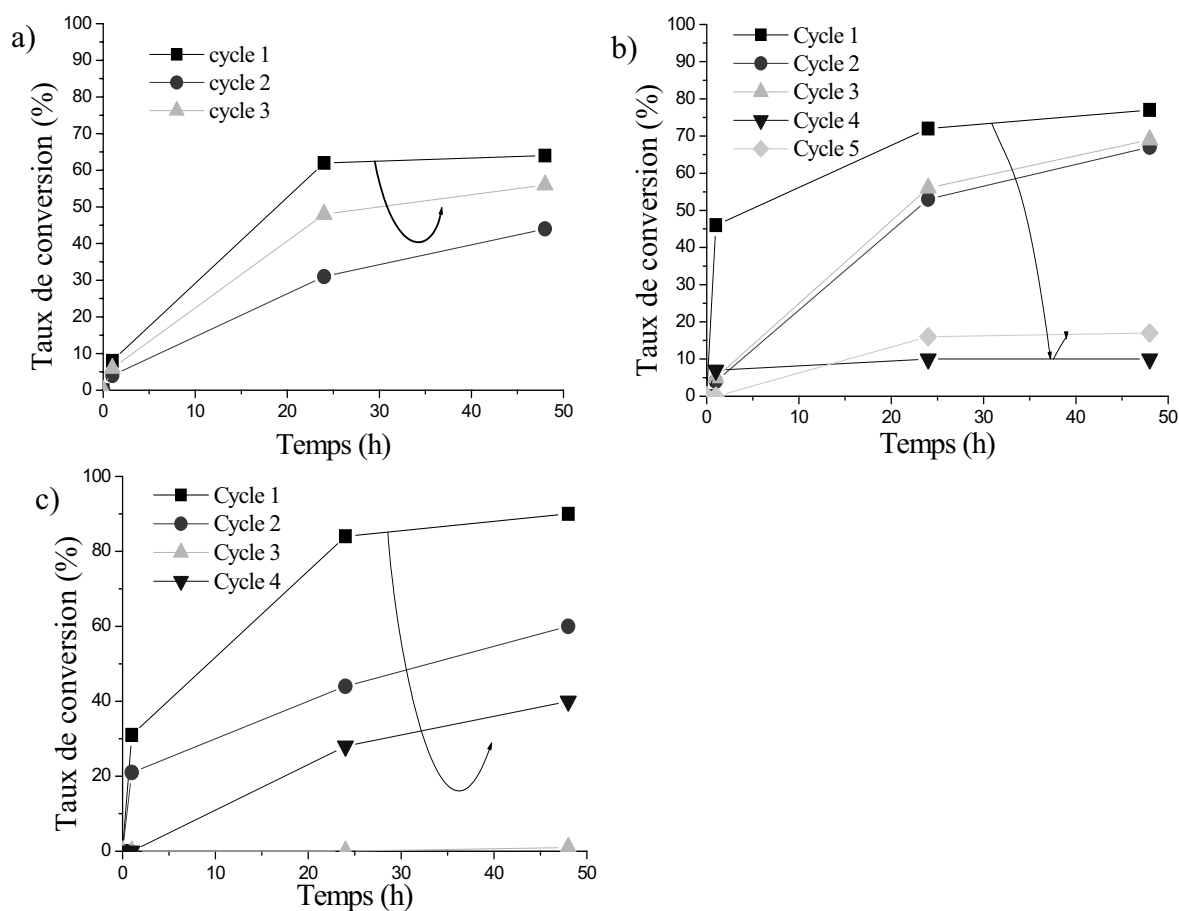 a)
cycle 1
cycle 2
cycle 3
Taux de conversion (%)
100
90
80
70
60
50
40
30
20
10
0
0 10 20 30 40 50
Temps (h)
b)
Cycle 1
Cycle 2
Cycle 3
Cycle 4
Cycle 5
Taux de conversion (%)
100
90
80
70
60
50
40
30
20
10
0
0 10 20 30 40 50
Temps (h)
c)
Cycle 1
Cycle 2
Cycle 3
Cycle 4
Taux de conversion (%)
100
80
60
40
20
0
0 10 20 30 40 50
Temps (h)